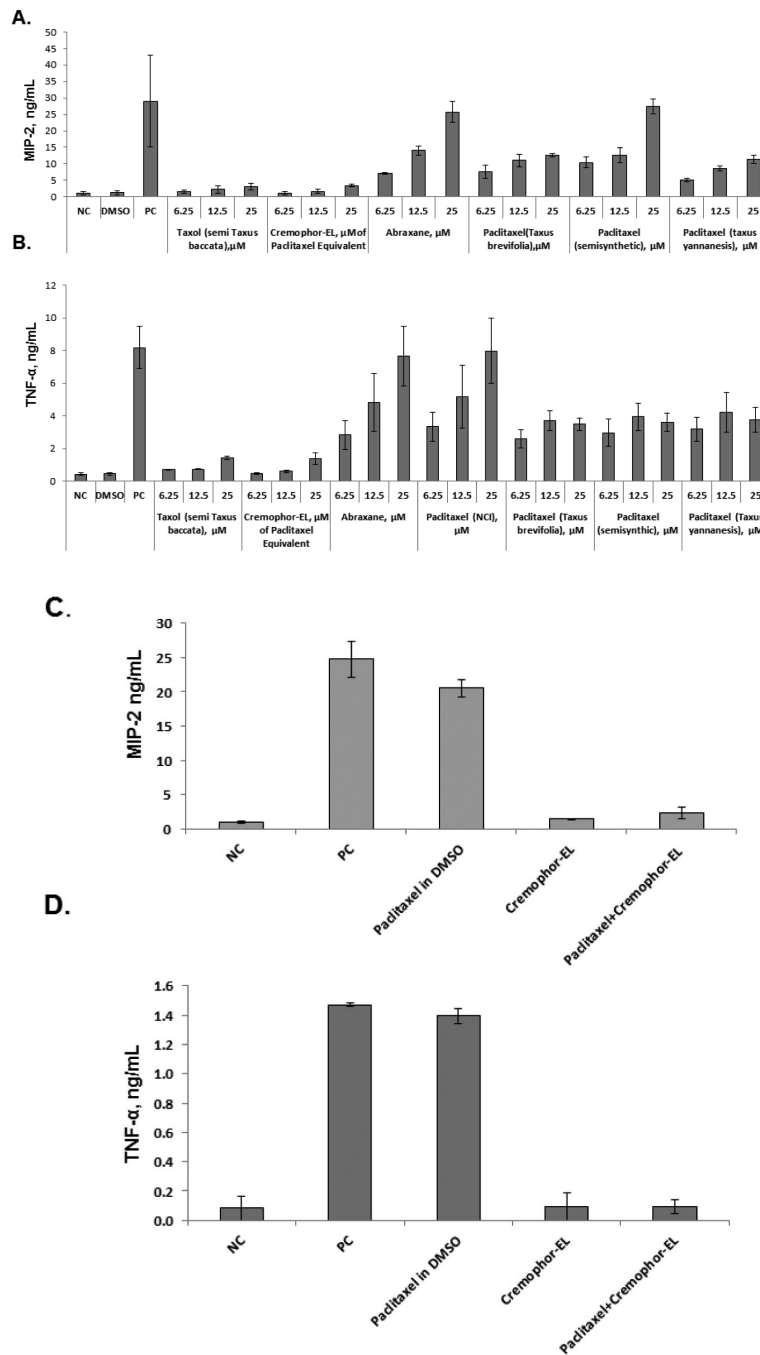 A.
MIP-2, ng/mL
50
45
40
35
30
25
20
15
10
5
0
NC DMSO PC 6.25 12.5 25 6.25 12.5 25 6.25 12.5 25 6.25 12.5 25 6.25 12.5 25 6.25 12.5 25
Taxol (semi Taxus baccata),µM
Cremophor-EL, µM of Paclitaxel Equivalent
Abraxane, µM
Paclitaxel(Taxus brevifolia),µM
Paclitaxel (semisynthetic), µM
Paclitaxel (taxus yannanesis), µM
B.
TNF-α, ng/mL
12
10
8
6
4
2
0
NC DMSO PC 6.25 12.5 25 6.25 12.5 25 6.25 12.5 25 6.25 12.5 25 6.25 12.5 25 6.25 12.5 25 6.25 12.5 25
Taxol (semi Taxus baccata), µM
Cremophor-EL, µM of Paclitaxel Equivalent
Abraxane, µM
Paclitaxel (NCI), µM
Paclitaxel (Taxus brevifolia), µM
Paclitaxel (semisynthic), µM
Paclitaxel (Taxus yannanesis), µM
C.
MIP-2 ng/mL
30
25
20
15
10
5
0
NC
PC
Paclitaxel in DMSO
Cremophor-EL
Paclitaxel+Cremophor-EL
D.
TNF-α, ng/mL
1.6
1.4
1.2
1.0
0.8
0.6
0.4
0.2
0.0
NC
PC
Paclitaxel in DMSO
Cremophor-EL
Paclitaxel+Cremophor-EL